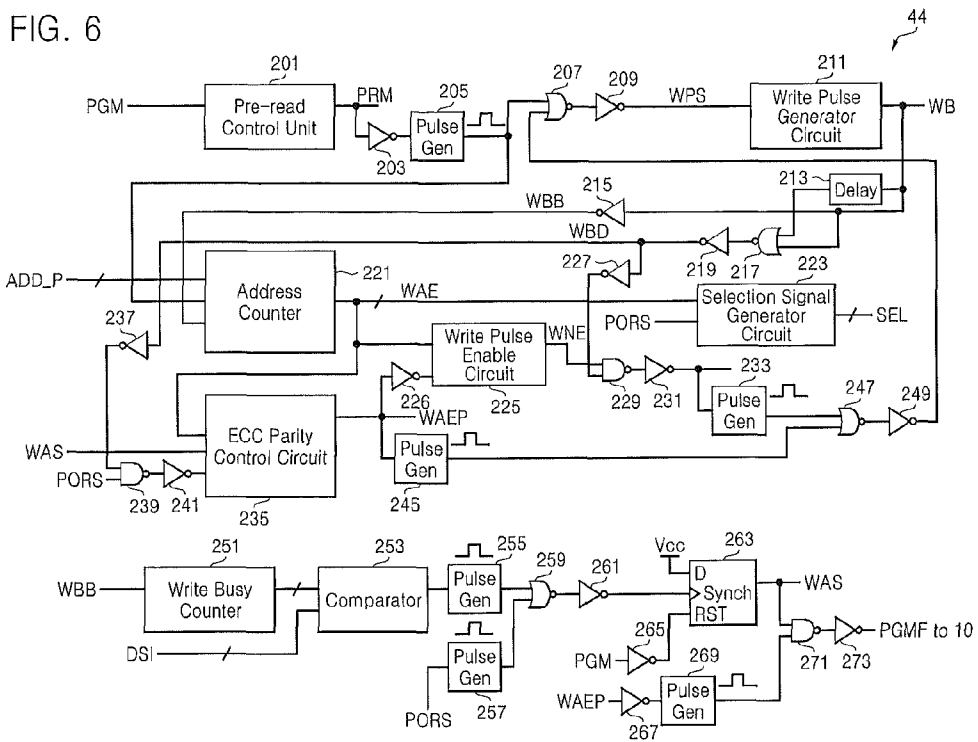 FIG. 6
44
201
PGM
Pre-read
Control Unit
PRM
203
205
Pulse
Gen
207
209
WPS
211
Write Pulse
Generator
Circuit
WB
213
Delay
215
WBB
WBD
217
219
ADD_P
221
Address
Counter
WAE
227
223
Selection Signal
Generator
Circuit
PORS
SEL
237
Write Pulse
Enable
Circuit
225
WNE
226
WAEP
229
231
233
Pulse
Gen
247
249
ECC Parity
Control Circuit
235
WAS
PORS
239
241
Pulse
Gen
245
WBB
251
Write Busy
Counter
253
Comparator
DSI
255
Pulse
Gen
Pulse
Gen
257
PORS
259
261
Vcc
263
D
Synch
RST
WAS
PGM
265
WAEP
267
269
Pulse
Gen
271
273
PGMF to 10